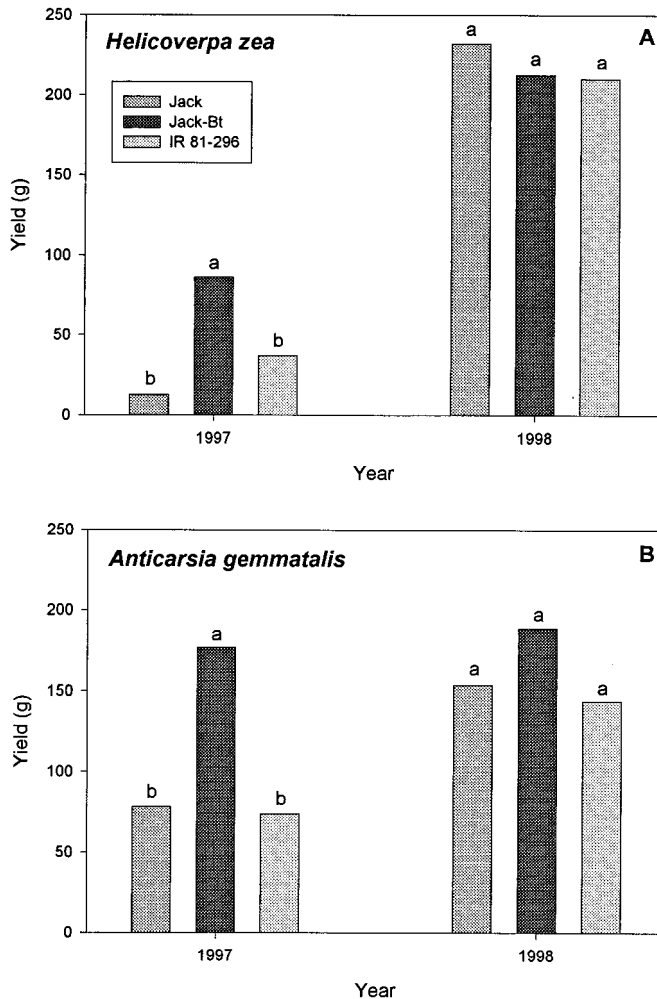 Helicoverpa zea
A
Jack
Jack-Bt
IR 81-296
250
200
150
100
50
0
Yield (g)
b
a
b
a
a
a
1997
1998
Year
Anticarsia gemmatalis
B
250
200
150
100
50
0
Yield (g)
b
a
b
a
a
a
1997
1998
Year